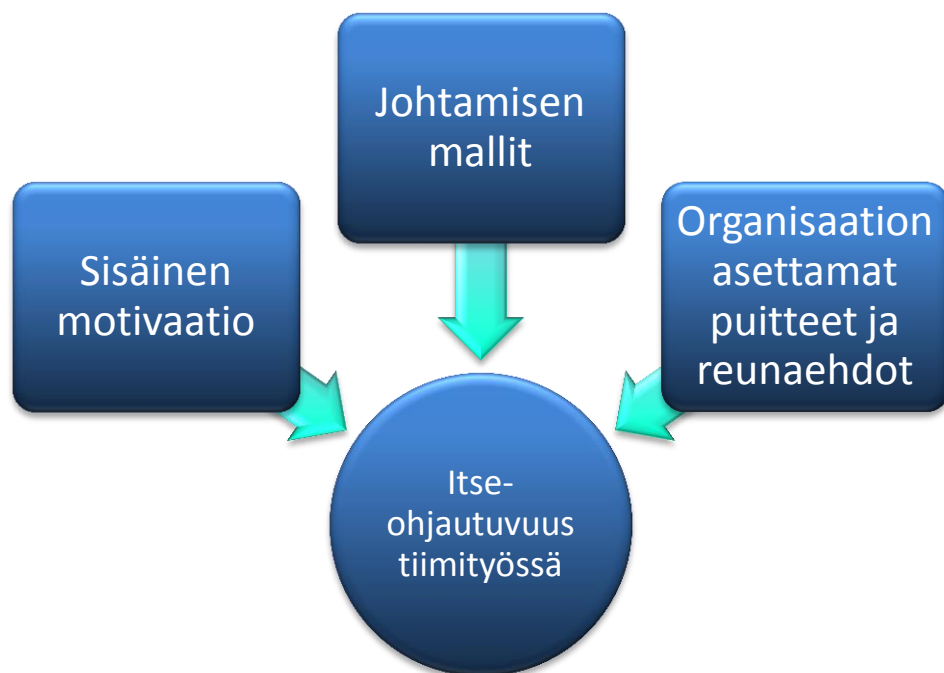 Johtamisen
mallit
Sisäinen
motivaatio
Organisaation
asettamat
puitteet ja
reunaehdot
Itse-
ohjautuvuus
tiimityössä